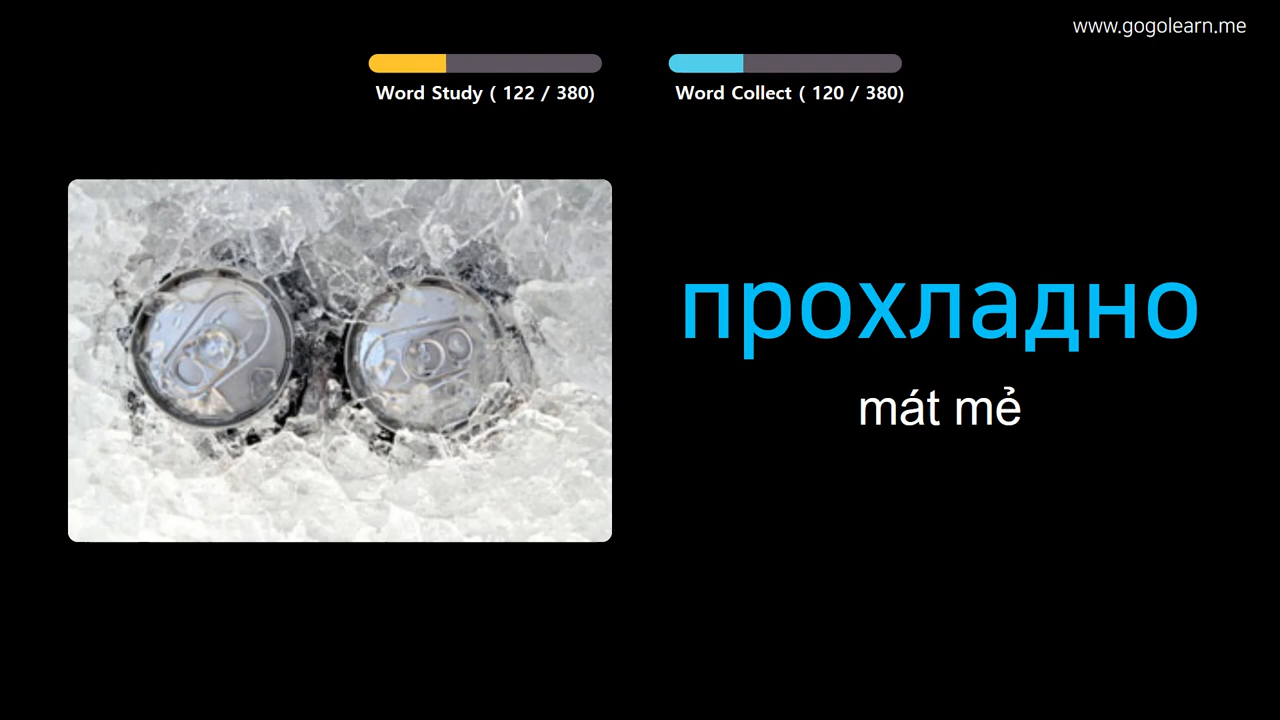 www.gogolearn.me
Word Study ( 122 / 380)
Word Collect ( 120 / 380)
прохладно
mát mẻ